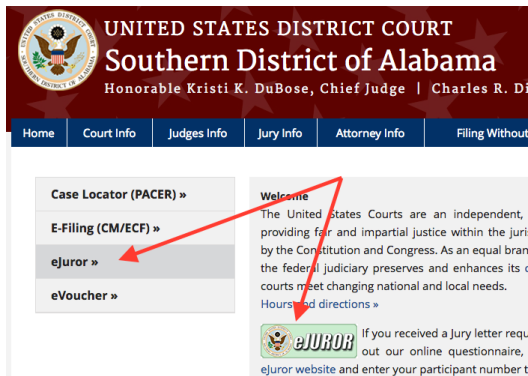 UNITED STATES DISTRICT COURT
Southern District of Alabama
Honorable Kristi K. DuBose, Chief Judge | Charles R. Di
Home Court Info Judges Info Jury Info Attorney Info Filing Without
Case Locator (PACER) »
E-Filing (CM/ECF) »
eJuror »
eVoucher »
Welcome
The United States Courts are an independent,
providing fair and impartial justice within the juri
by the Constitution and Congress. As an equal bran
the federal judiciary preserves and enhances its c
courts meet changing national and local needs.
Hours and directions »
eJUROR
If you received a Jury letter requ
out our online questionnaire,
eJuror website and enter your participant number t